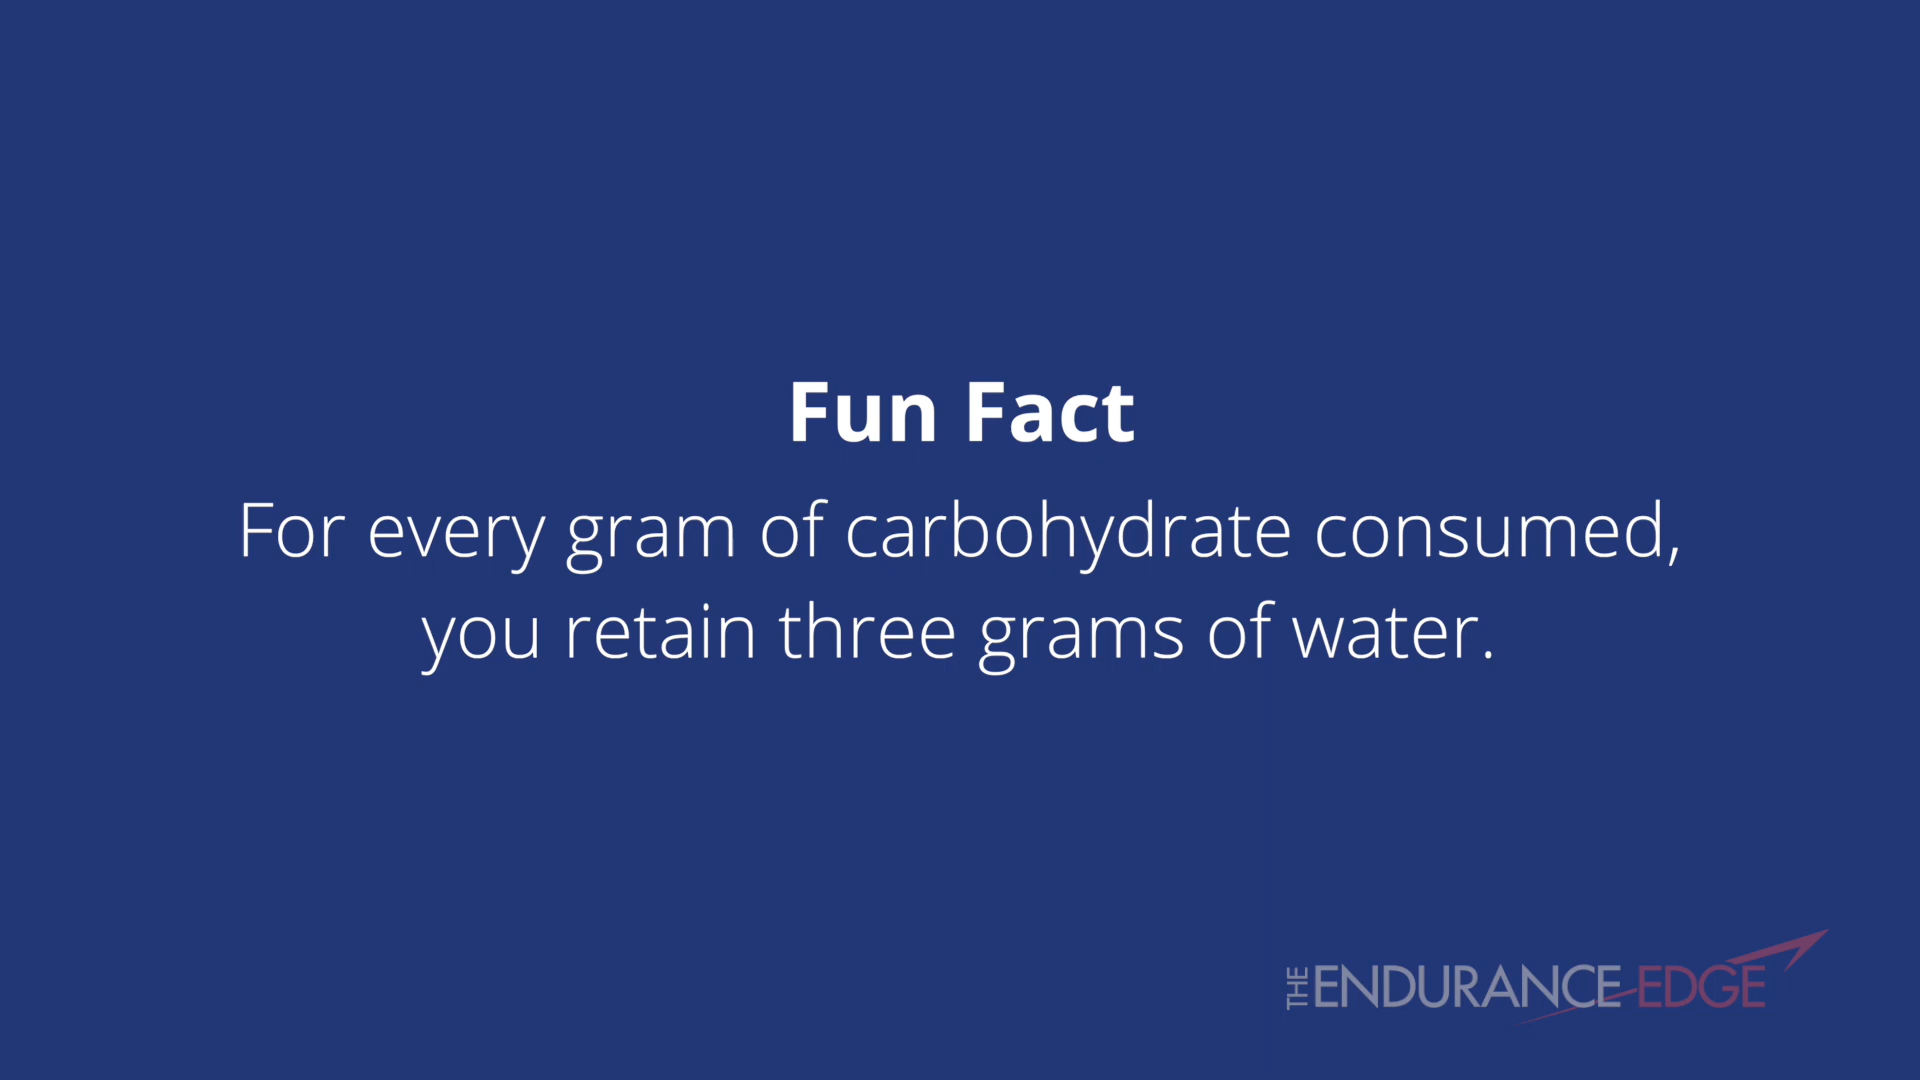 Fun Fact
For every gram of carbohydrate consumed,
you retain three grams of water.
THE ENDURANCE EDGE